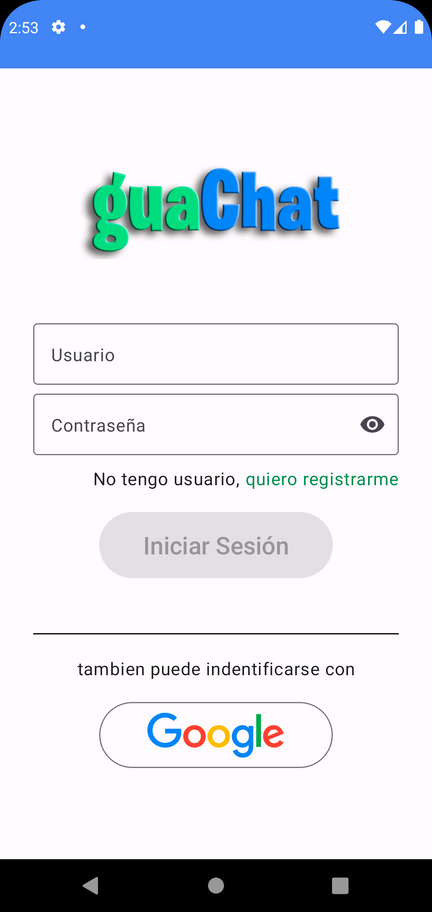 2:53
guaChat
Usuario
Contraseña
No tengo usuario, quiero registrarme
Iniciar Sesión
tambien puede indentificarse con
Google